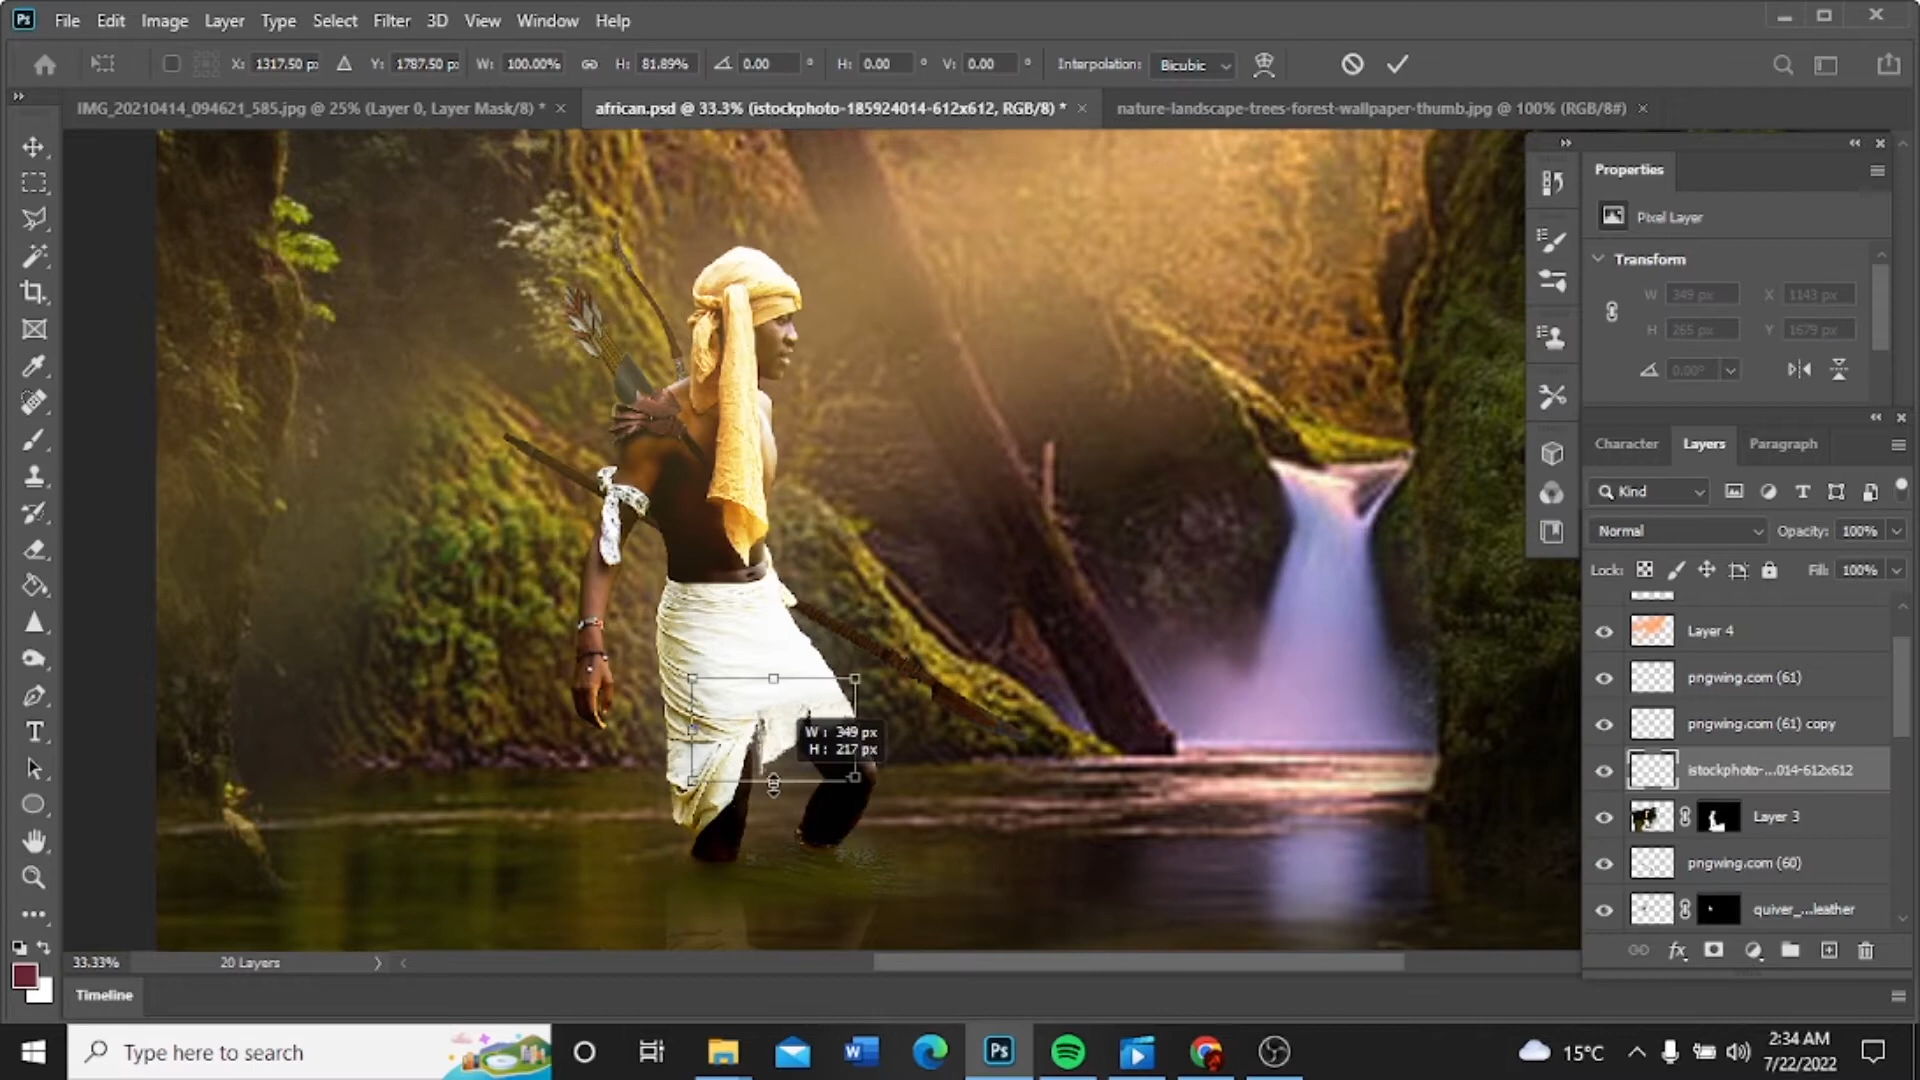 Ps File Edit Image Layer Type Select Filter 3D View Window Help
X: 1317.50 p: Y: 1787.50 p: W: 100.00% H: 81.89% 0.00 ° H: 0.00 ° V: 0.00 ° Interpolation: Bicubic
IMG_20210414_094621_585.jpg @ 25% (Layer 0, Layer Mask/8) *
african.psd @ 33.3% (istockphoto-185924014-612x612, RGB/8) *
nature-landscape-trees-forest-wallpaper-thumb.jpg @ 100% (RGB/8#)
Properties
Pixel Layer
Transform
W 349 px X 1143 px
H 265 px Y 1679 px
0.00°
Character Layers Paragraph
Kind
Normal Opacity: 100%
Lock: Fill: 100%
Layer 4
pngwing.com (61)
pngwing.com (61) copy
istockphoto-...014-612x612
Layer 3
pngwing.com (60)
quiver_...leather
fx
W : 349 px
H : 217 px
33.33% 20 Layers
Timeline
Type here to search
W
Ps
15°C
2:34 AM
7/22/2022